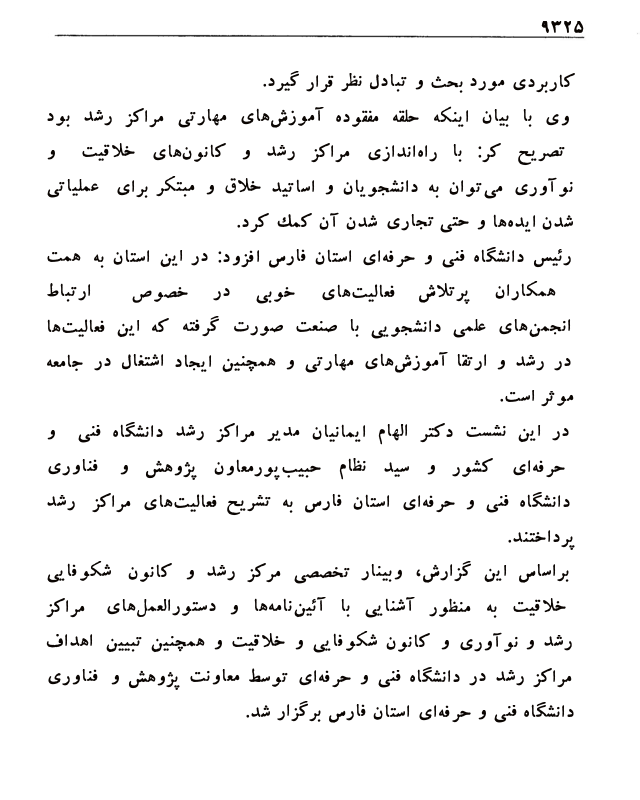 ۹۳۲۵
کاربردی مورد بحث و تبادل نظر قرار گیرد.
وی با بیان اینکه حلقه مفقوده آموزش‌های مهارتی مراکز رشد بود
تصریح کر: با راه‌اندازی مراکز رشد و کانون‌های خلاقیت و
نوآوری می‌توان به دانشجویان و اساتید خلاق و مبتکر برای عملیاتی
شدن ایده‌ها و حتی تجاری شدن آن کمك کرد.
رئیس دانشگاه فنی و حرفه‌ای استان فارس افزود: در این استان به همت
همکاران پرتلاش فعالیت‌های خوبی در خصوص ارتباط
انجمن‌های علمی دانشجویی با صنعت صورت گرفته که این فعالیت‌ها
در رشد و ارتقا آموزش‌های مهارتی و همچنین ایجاد اشتغال در جامعه
موثر است.
در این نشست دکتر الهام ایمانیان مدیر مراکز رشد دانشگاه فنی و
حرفه‌ای کشور و سید نظام حبیب‌پورمعاون پژوهش و فناوری
دانشگاه فنی و حرفه‌ای استان فارس به تشریح فعالیت‌های مراکز رشد
پرداختند.
براساس این گزارش، وبینار تخصصی مرکز رشد و کانون شکوفایی
خلاقیت به منظور آشنایی با آئین‌نامه‌ها و دستورالعمل‌های مراکز
رشد و نوآوری و کانون شکوفایی و خلاقیت و همچنین تبیین اهداف
مراکز رشد در دانشگاه فنی و حرفه‌ای توسط معاونت پژوهش و فناوری
دانشگاه فنی و حرفه‌ای استان فارس برگزار شد.